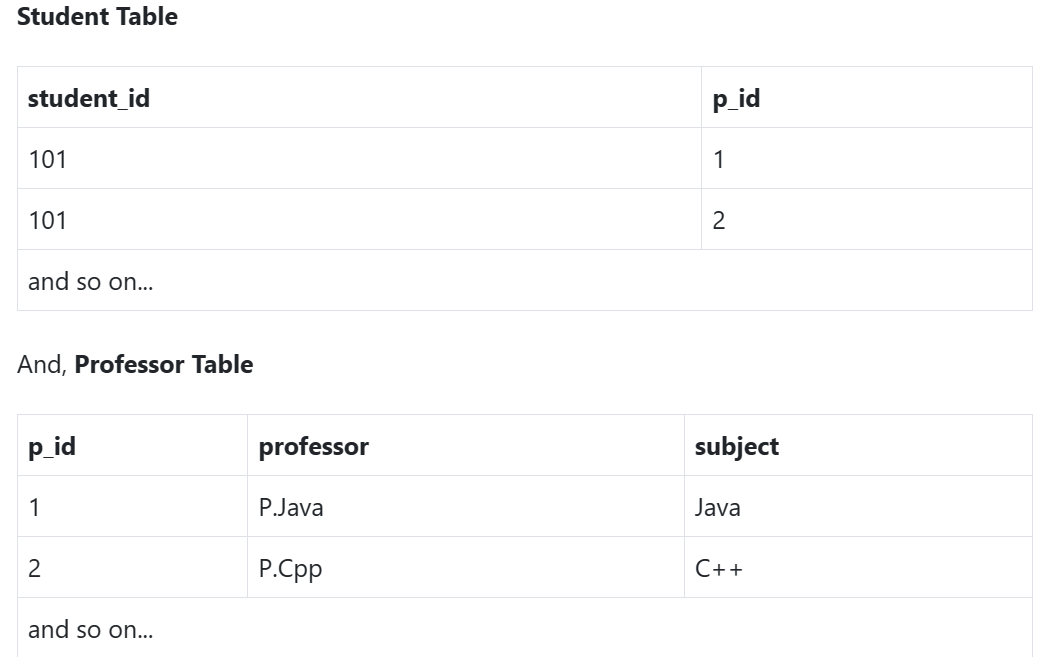 Student Table
student_id p_id
101 1
101 2
and so on...
And, Professor Table
p_id professor subject
1 P.Java Java
2 P.Cpp C++
and so on...